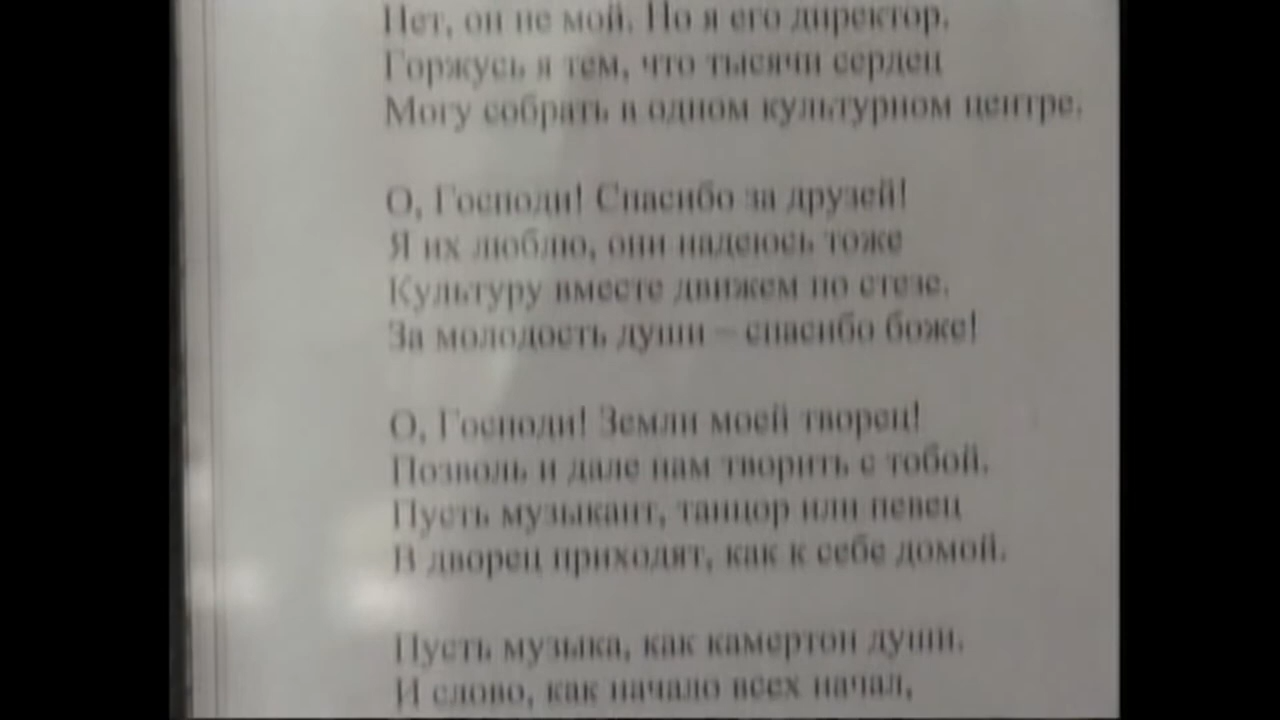 Нет, он не мой. Но я его директор.
Горжусь я тем, что тысячи сердец
Могу собрать в одном культурном центре.
О, Господи! Спасибо за друзей!
Я их люблю, они надеюсь тоже
Культуру вместе движем по стезе.
За молодость души – спасибо боже!
О, Господи! Земли моей творец!
Позволь и дале нам творить с тобой.
Пусть музыкант, танцор или певец
В дворец приходят, как к себе домой.
Пусть музыка, как камертон души.
И слово, как начало всех начал,